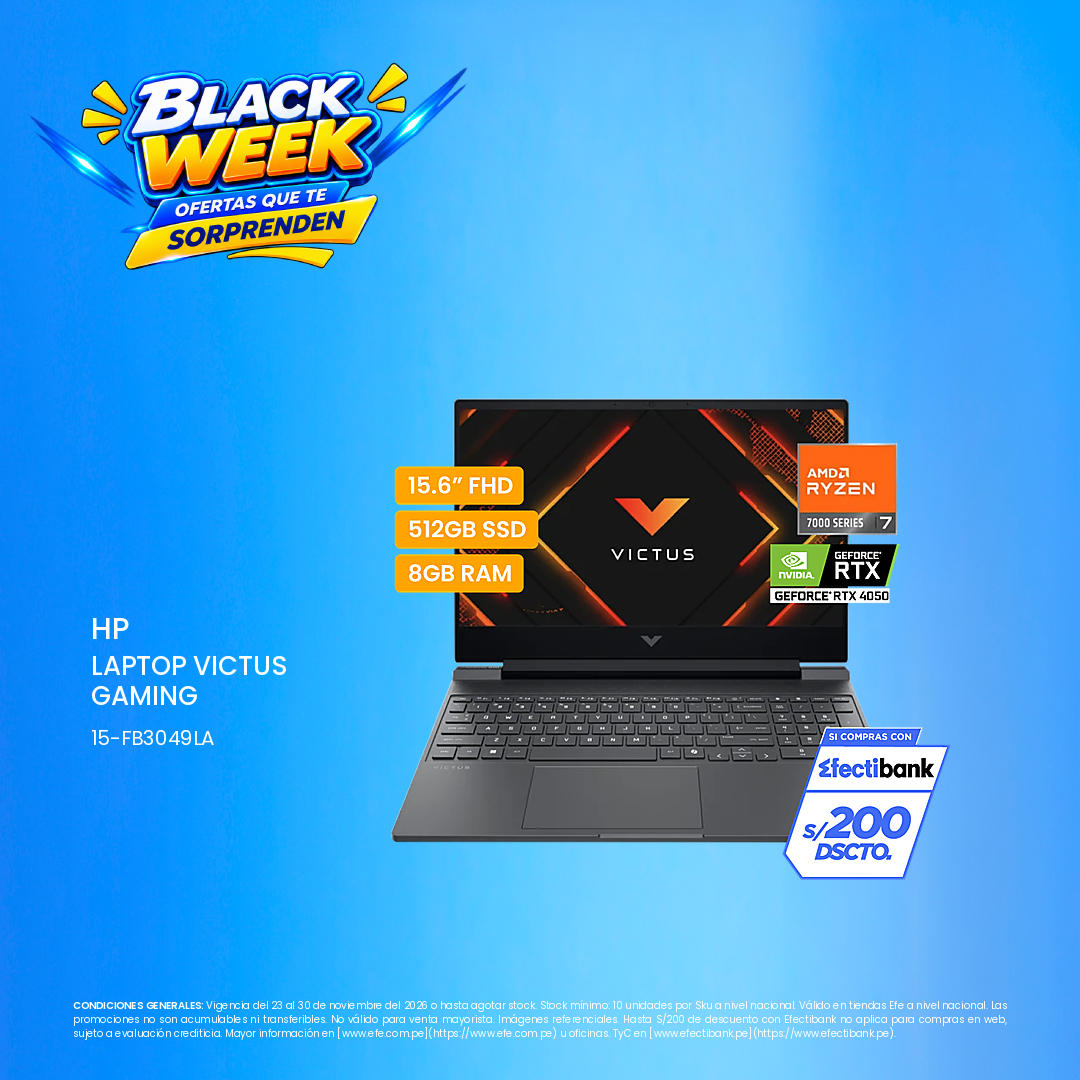 BLACK
WEEK
OFERTAS QUE TE
SORPRENDEN
15.6” FHD
512GB SSD
8GB RAM
VICTUS
AMD
RYZEN
7000 SERIES 7
NVIDIA. GEFORCE®
RTX
GEFORCE® RTX 4050
HP
LAPTOP VICTUS
GAMING
15-FB3049LA
VICTUS
SI COMPRAS CON
Efectibank
S/200
DSCTO.
CONDICIONES GENERALES: Vigencia del 23 al 30 de noviembre del 2026 o hasta agotar stock. Stock mínimo: 10 unidades por Sku a nivel nacional. Válido en tiendas Efe a nivel nacional. Las
promociones no son acumulables ni transferibles. No válido para venta mayorista. Imágenes referenciales. Hasta S/200 de descuento con Efectibank no aplica para compras en web,
sujeto a evaluación crediticia. Mayor información en [www.efe.com.pe](https://www.efe.com.pe) u oficinas. TyC en [www.efectibank.pe](https://www.efectibank.pe).